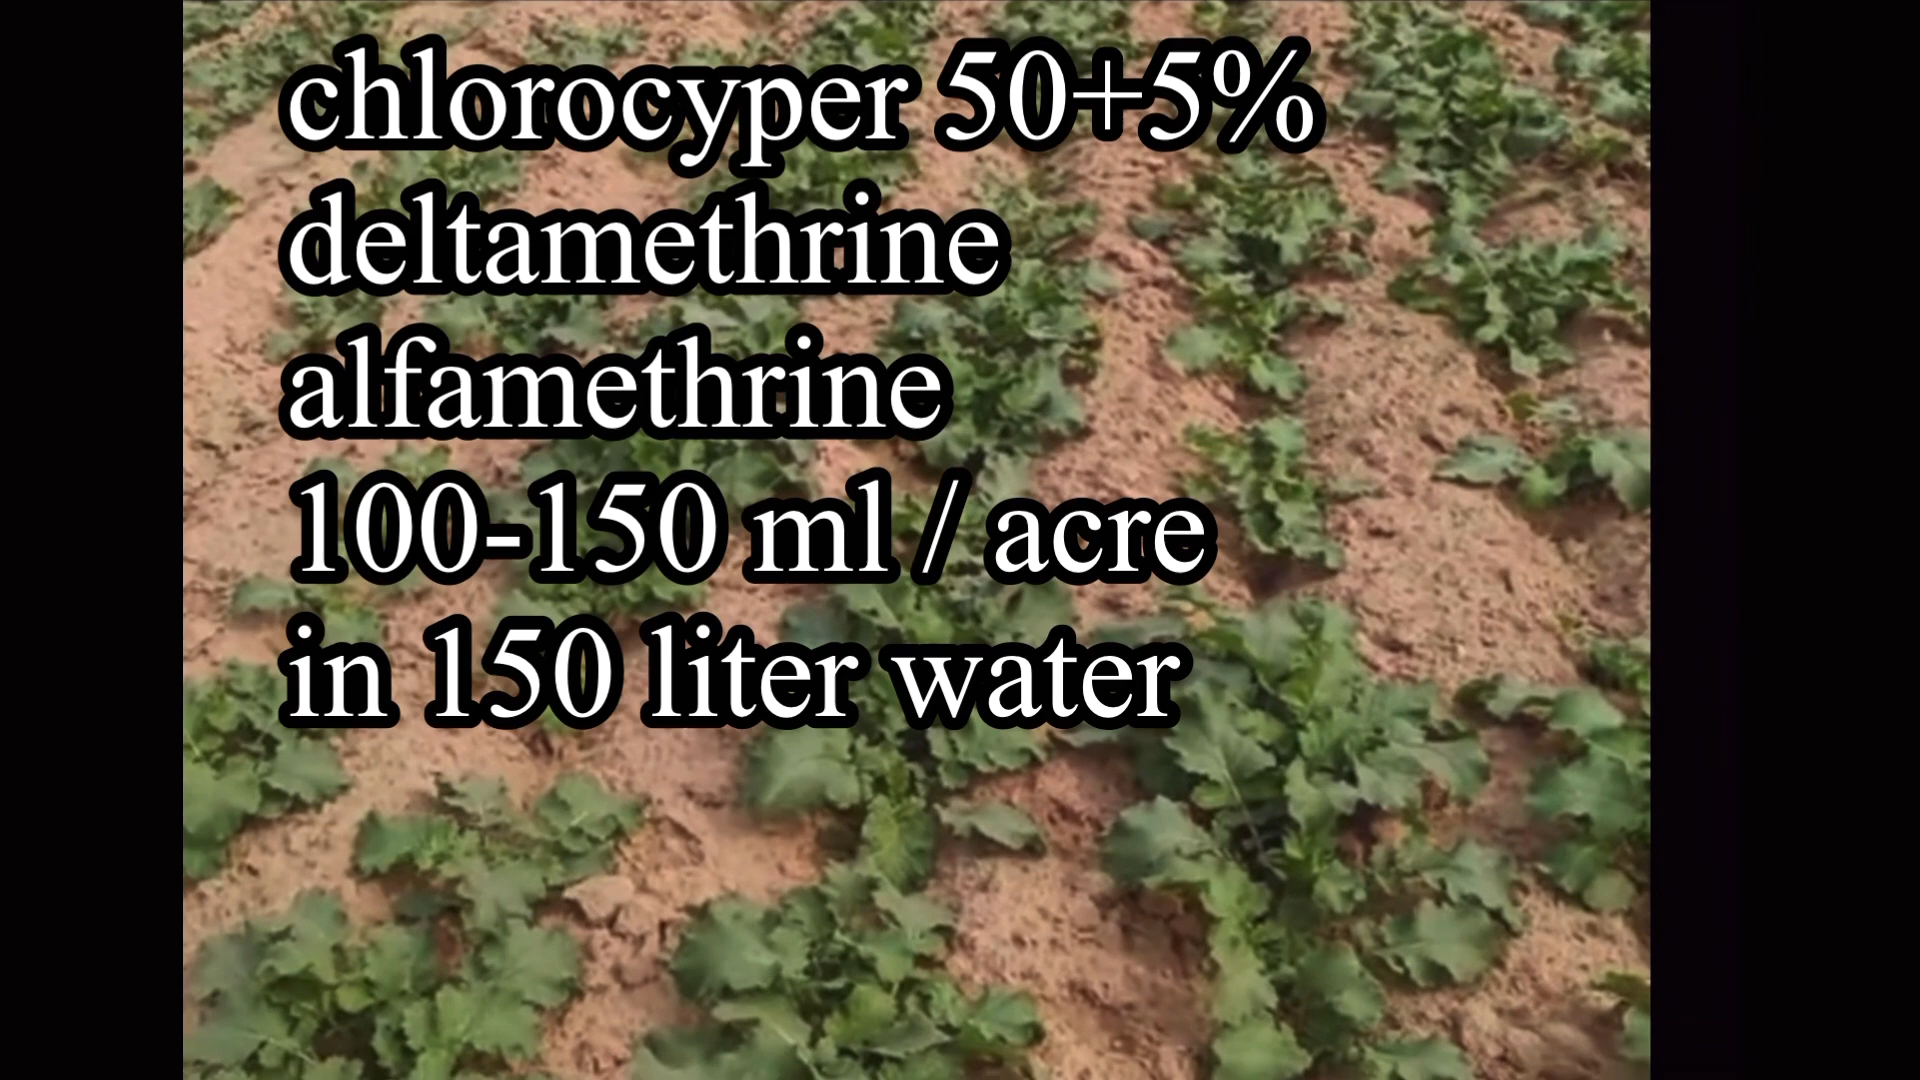 chlorocyper 50+5%
deltamethrine
alfamethrine
100-150 ml / acre
in 150 liter water